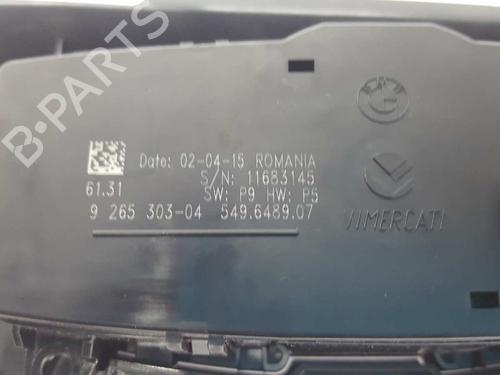 B-PARTS
Date: 02-04-15 ROMANIA
S/N: 11683145
61.31 SW: P9 HW: P5
9 265 303-04 549.6489.07
BMW
VIMERCATI